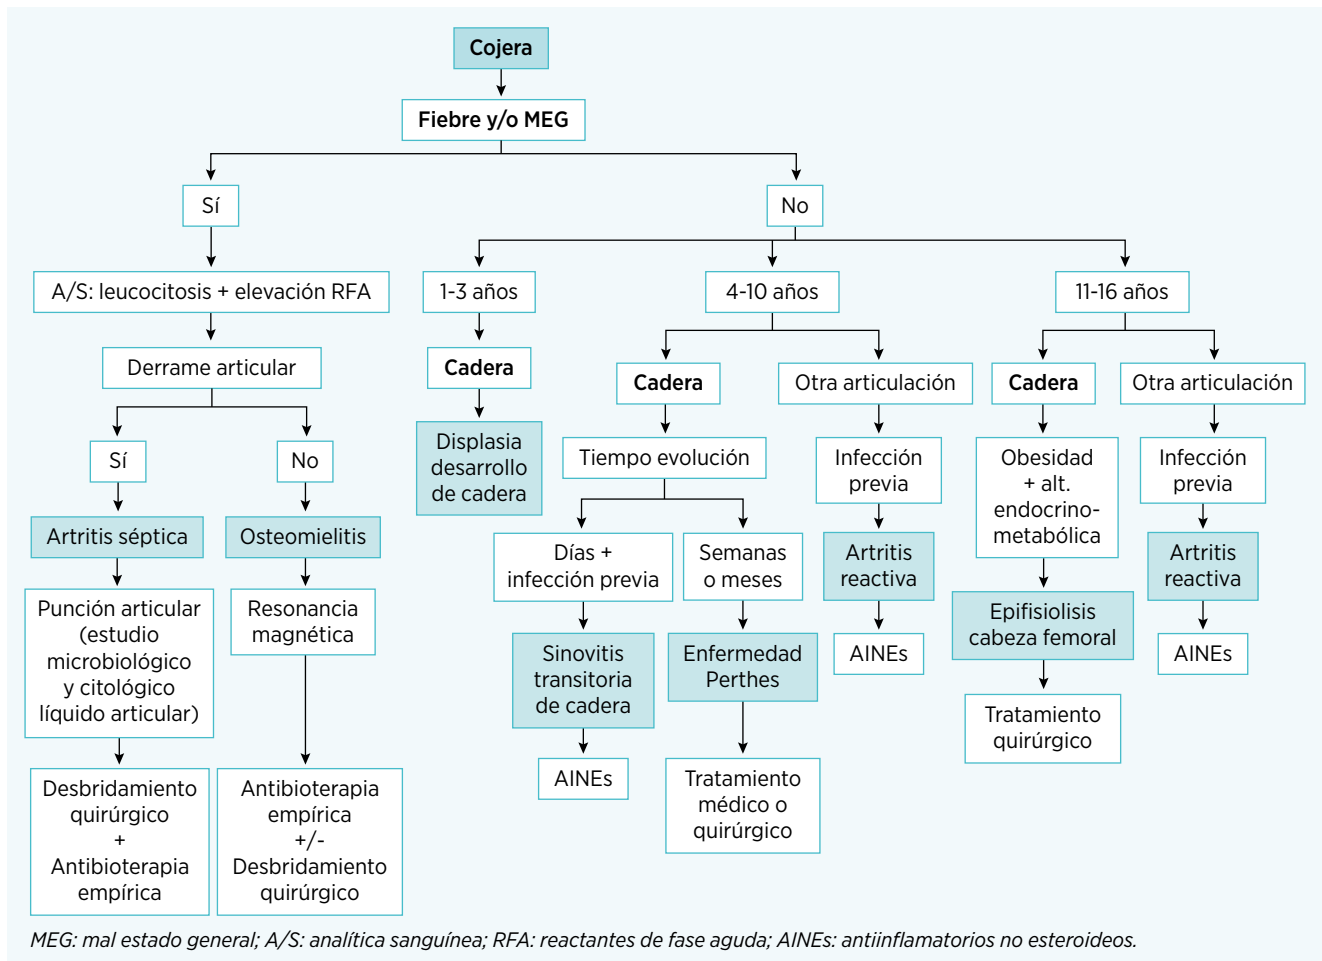 Cojera
Fiebre y/o MEG
Sí
No
A/S: leucocitosis + elevación RFA
1-3 años
4-10 años
11-16 años
Derrame articular
Cadera
Cadera
Otra articulación
Cadera
Otra articulación
Sí
No
Displasia
desarrollo
de cadera
Tiempo evolución
Infección
previa
Obesidad
+ alt.
endocrino-
metabólica
Infección
previa
Artritis séptica
Osteomielitis
Días +
infección previa
Semanas
o meses
Artritis
reactiva
Artritis
reactiva
Punción articular
(estudio
microbiológico
y citológico
líquido articular)
Resonancia
magnética
Sinovitis
transitoria
de cadera
Enfermedad
Perthes
AINEs
Epifisiolisis
cabeza femoral
AINEs
Tratamiento
quirúrgico
Desbridamiento
quirúrgico
+
Antibioterapia
empírica
Antibioterapia
empírica
+/-
Desbridamiento
quirúrgico
AINEs
Tratamiento
médico o
quirúrgico
MEG: mal estado general; A/S: analítica sanguínea; RFA: reactantes de fase aguda; AINEs: antiinflamatorios no esteroideos.